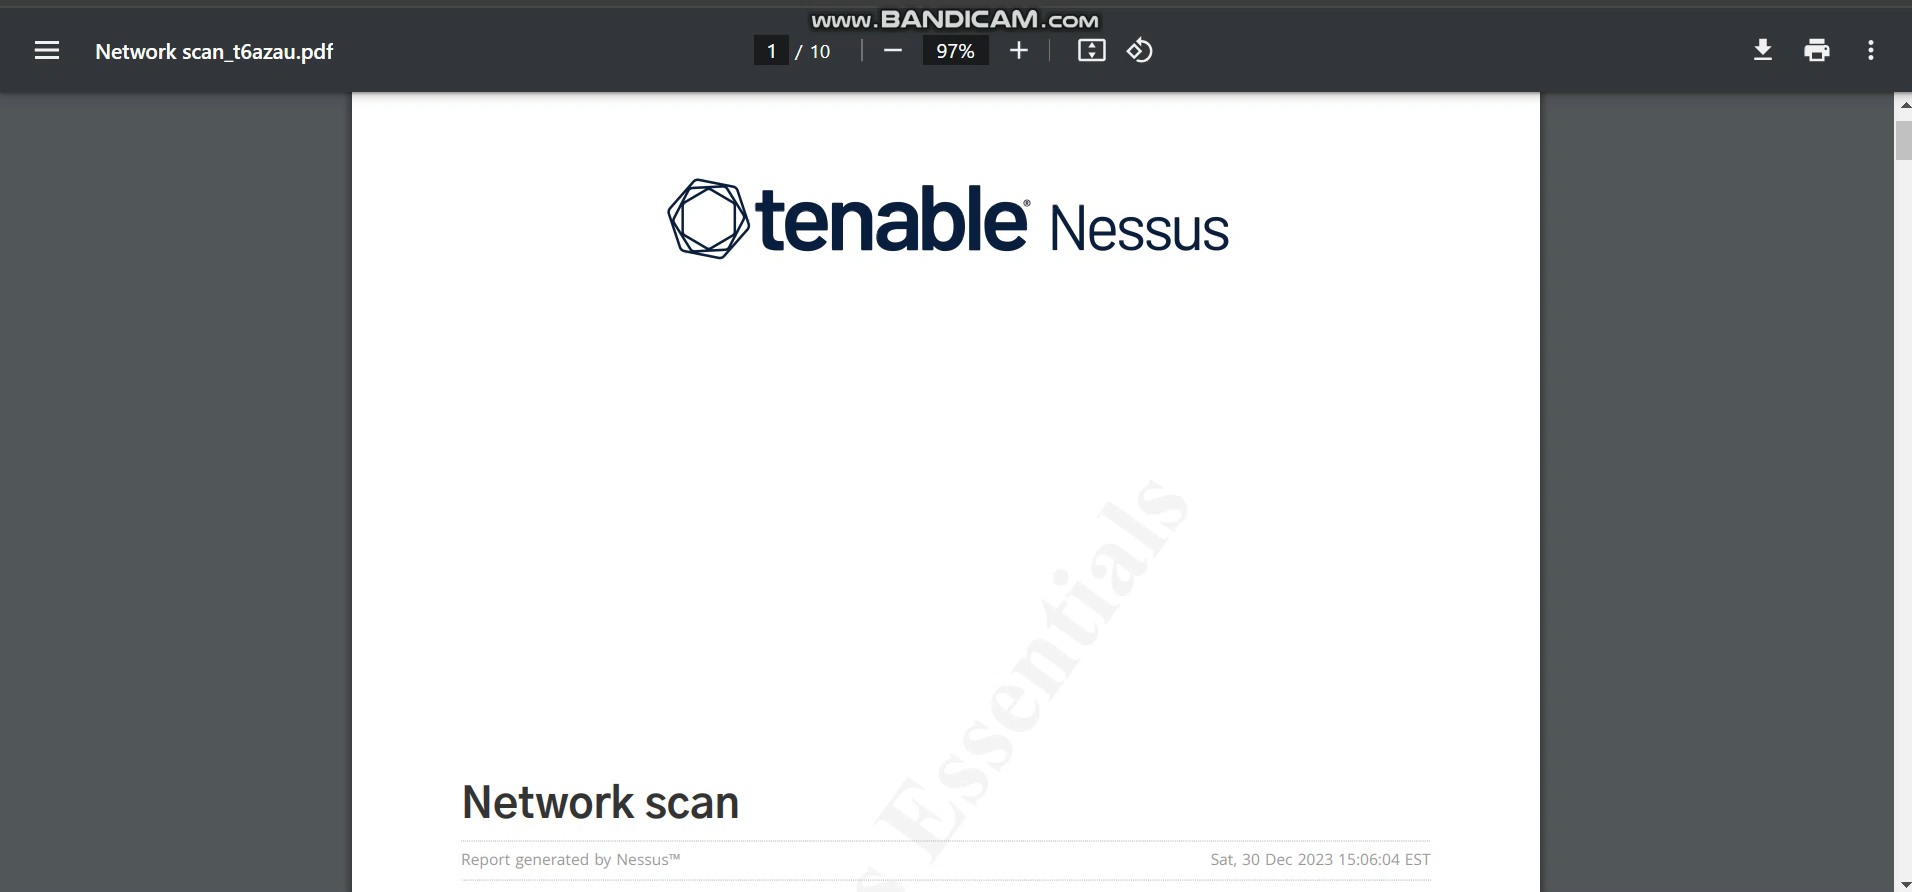 www.BANDICAM.com
Network scan_t6azau.pdf
1 / 10
97%
tenable® Nessus
Essentials
Network scan
Report generated by Nessus™
Sat, 30 Dec 2023 15:06:04 EST